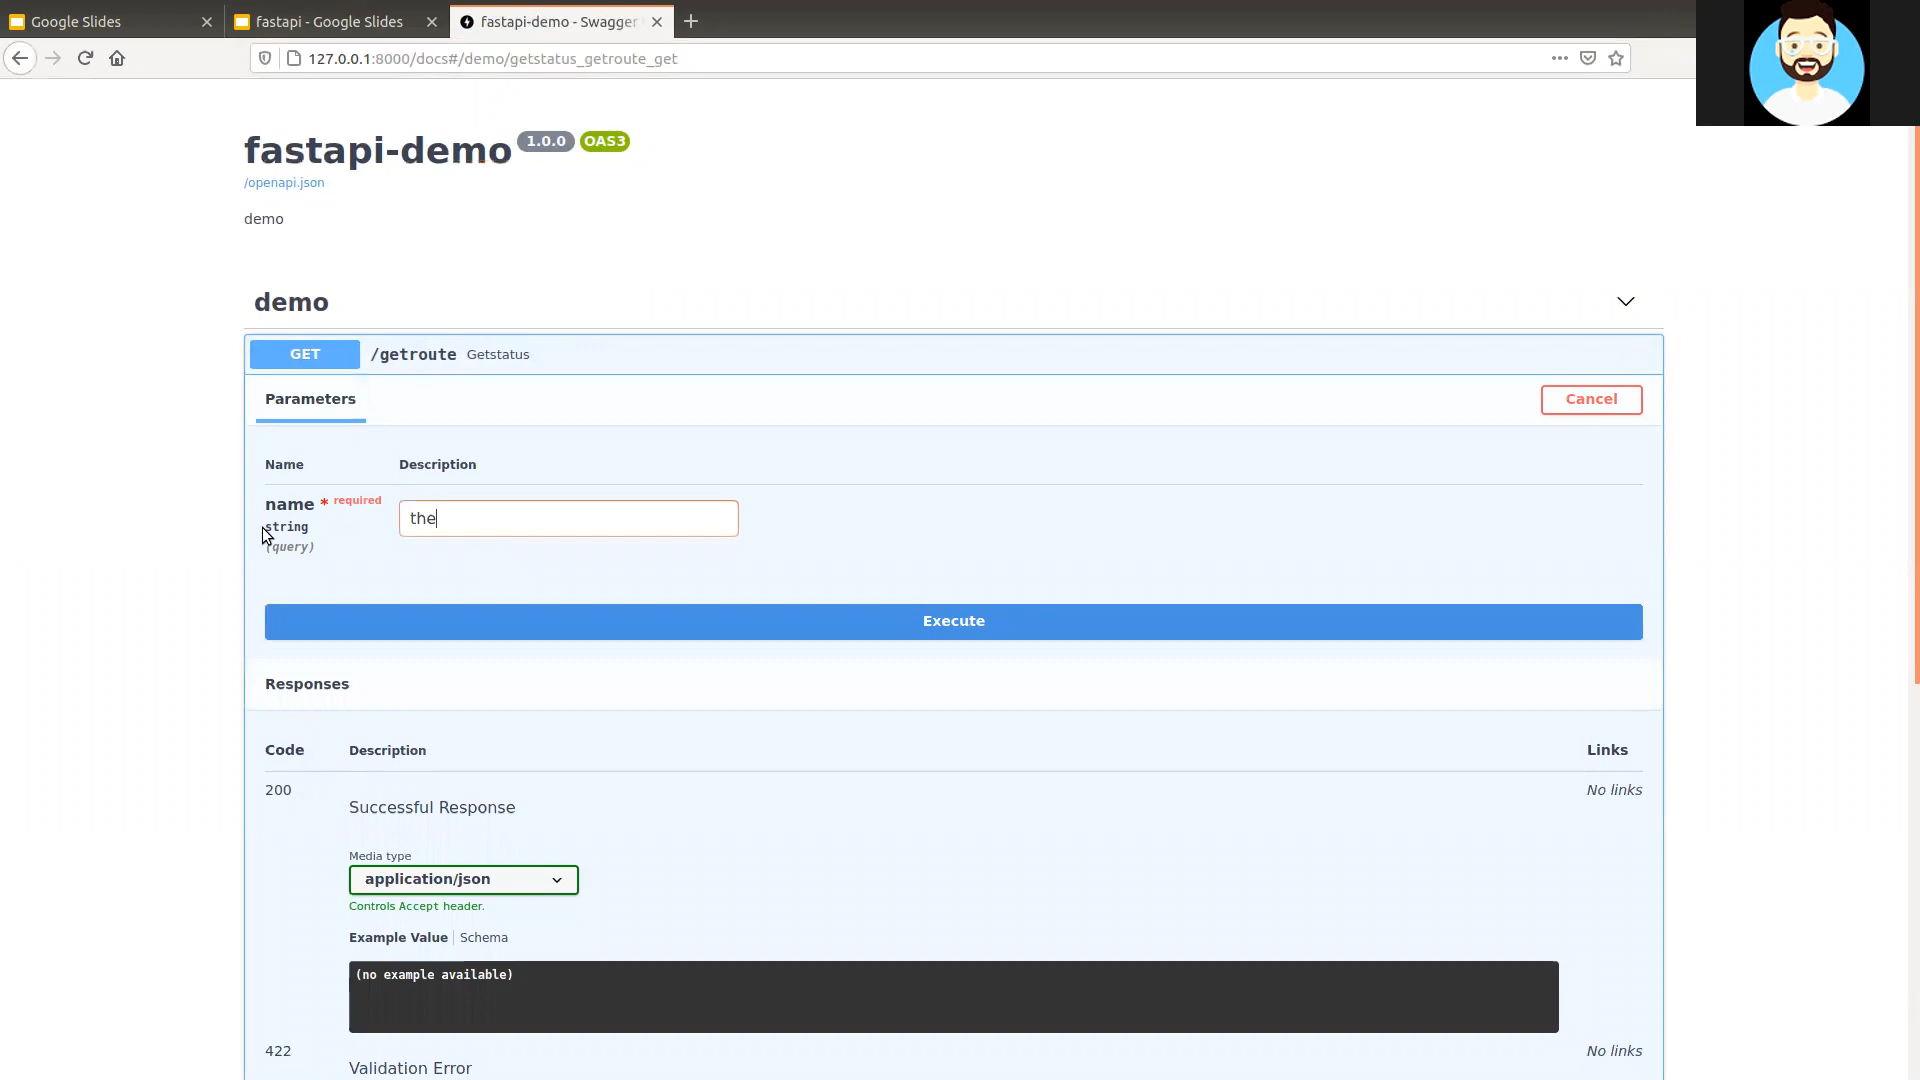 Google Slides
fastapi - Google Slides
fastapi-demo - Swagger
127.0.0.1:8000/docs#/demo/getstatus_getroute_get
fastapi-demo 1.0.0 OAS3
/openapi.json
demo
demo
GET /getroute Getstatus
Parameters Cancel
Name Description
name * required
string
(query)
the
Execute
Responses
Code Description Links
200 No links
Successful Response
Media type
application/json
Controls Accept header.
Example Value Schema
(no example available)
422 No links
Validation Error